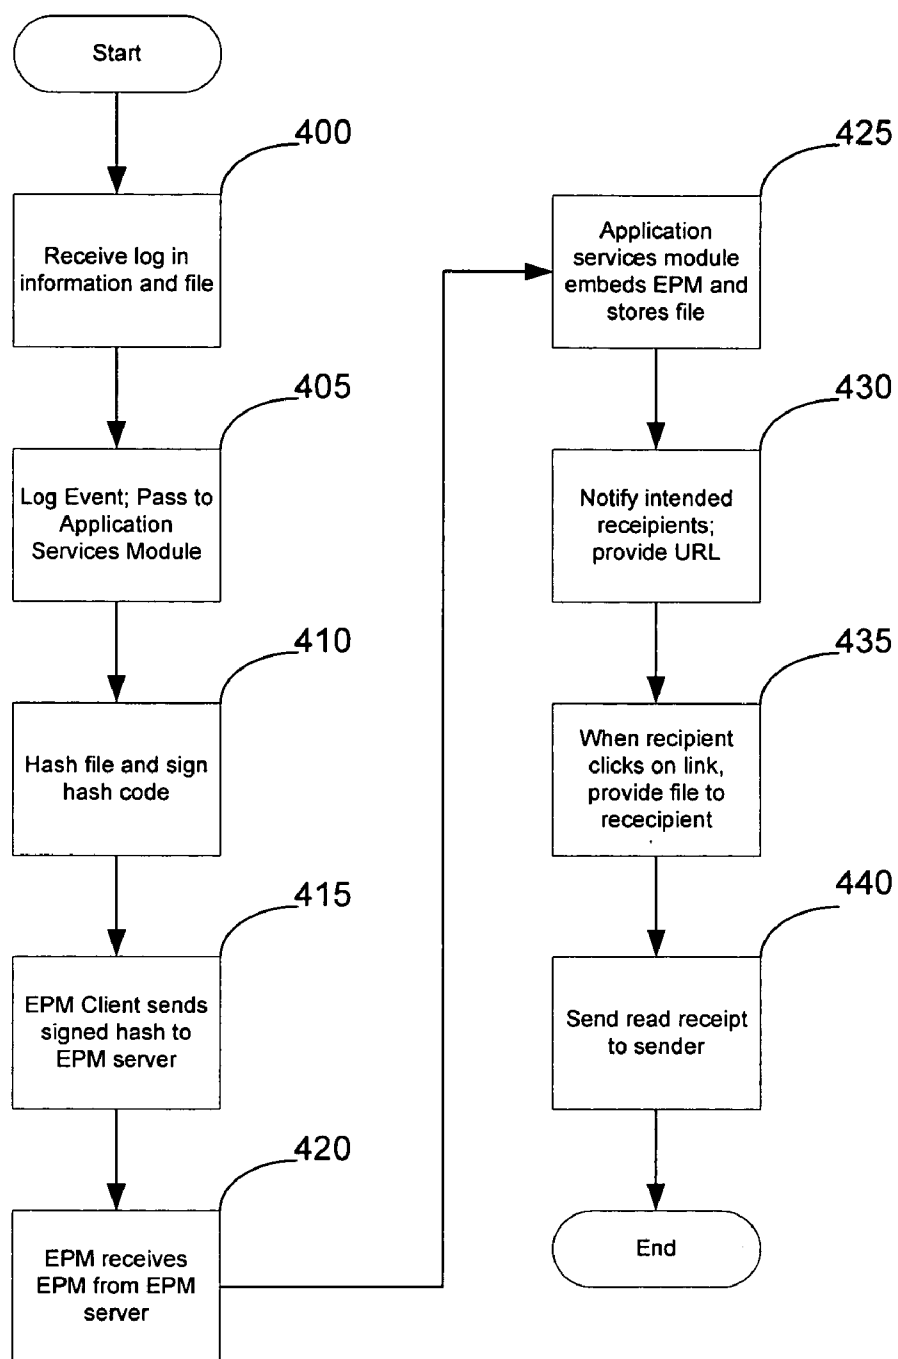 Start
400
Receive log in
information and file
405
Log Event; Pass to
Application
Services Module
410
Hash file and sign
hash code
415
EPM Client sends
signed hash to
EPM server
420
EPM receives
EPM from EPM
server
425
Application
services module
embeds EPM and
stores file
430
Notify intended
receipients;
provide URL
435
When recipient
clicks on link,
provide file to
rececipient
440
Send read receipt
to sender
End